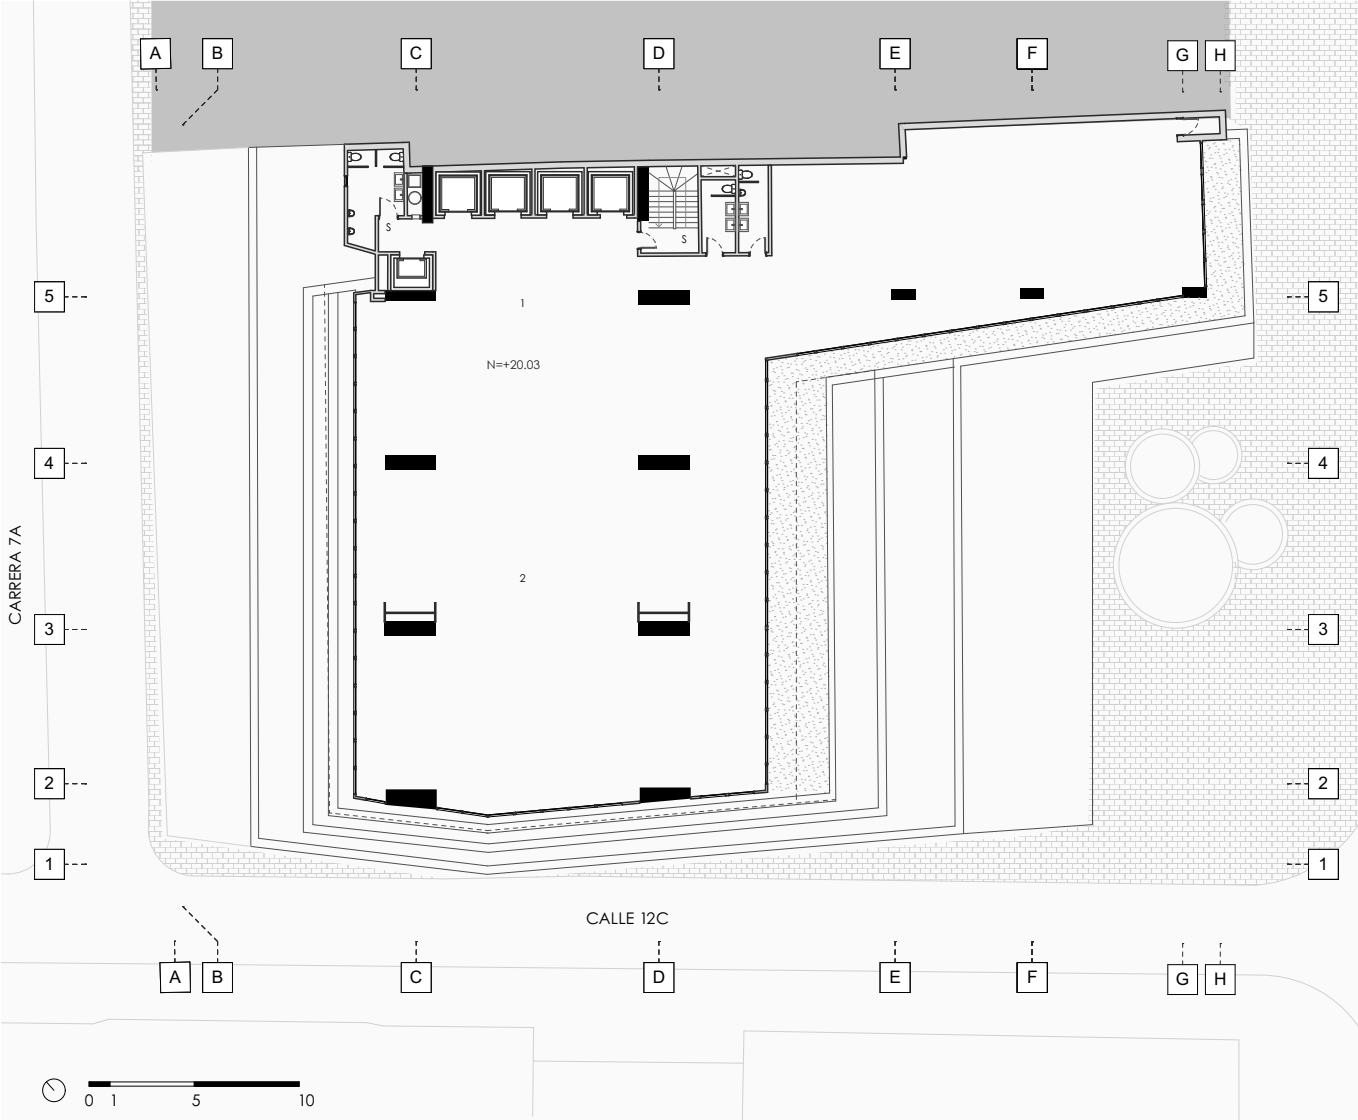 A B C D E F G H
S
S
5 5
1
N=+20.03
4 4
CARRERA 7A
2
3 3
2 2
1 1
CALLE 12C
A B C D E F G H
0 1 5 10